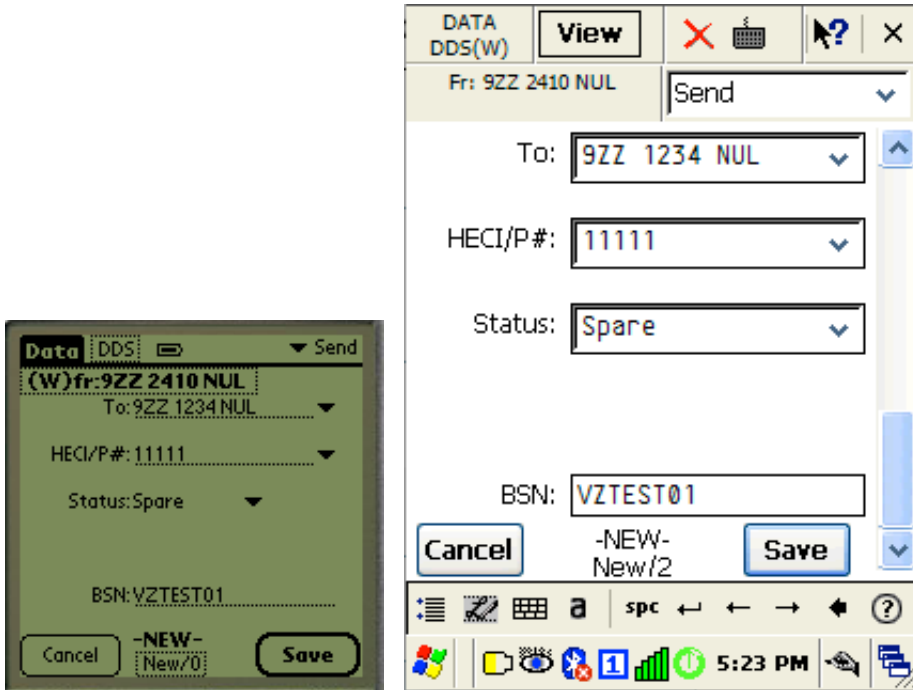 Data DDS Send
(W)fr:9ZZ 2410 NUL
To:9ZZ 1234 NUL
HECI/P#:11111
Status:Spare
BSN:VZTEST01
Cancel -NEW- Save
New/0
DATA View
DDS(W)
Fr: 9ZZ 2410 NUL Send
To: 9ZZ 1234 NUL
HECI/P#: 11111
Status: Spare
BSN: VZTEST01
Cancel -NEW- Save
New/2
a spc
1 5:23 PM